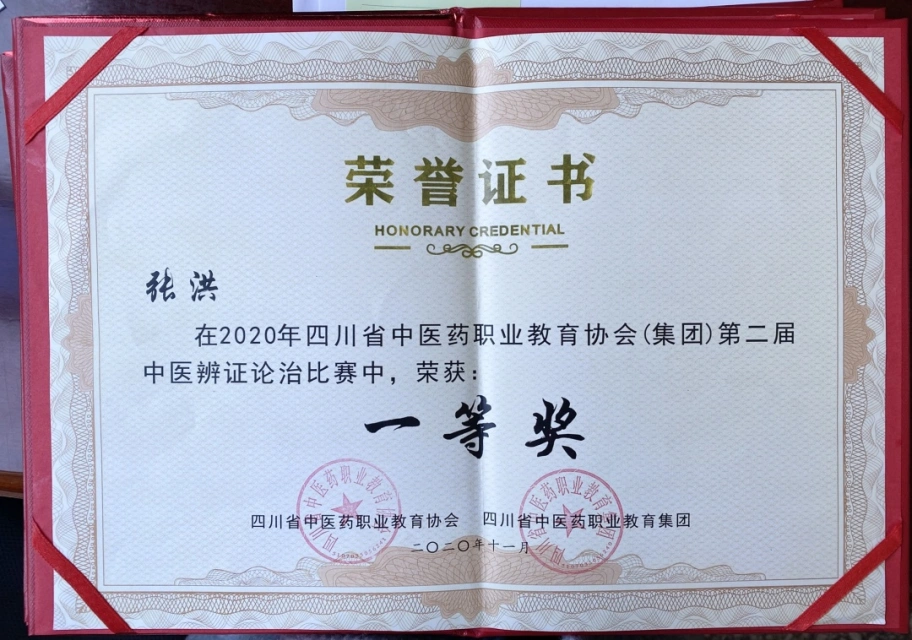 荣誉证书
HONORARY CREDENTIAL
张洪
在2020年四川省中医药职业教育协会(集团)第二届
中医辨证论治比赛中，荣获：
一等奖
四川省中医药职业教育协会 四川省中医药职业教育集团
二〇二〇年十一月